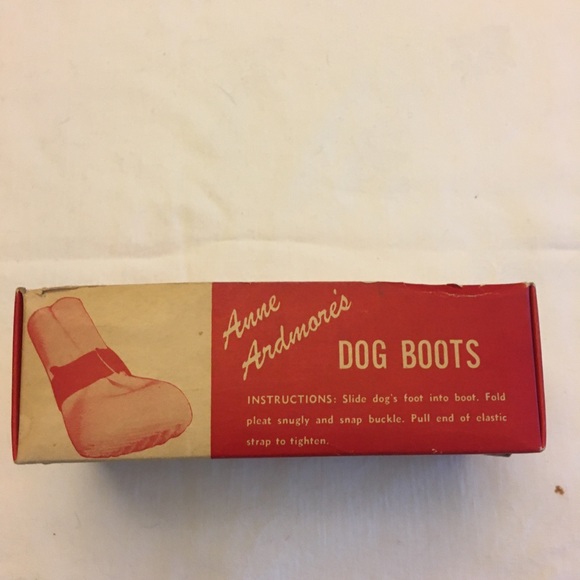 Anne
Ardmore's
DOG BOOTS
INSTRUCTIONS: Slide dog's foot into boot. Fold
pleat snugly and snap buckle. Pull end of elastic
strap to tighten.